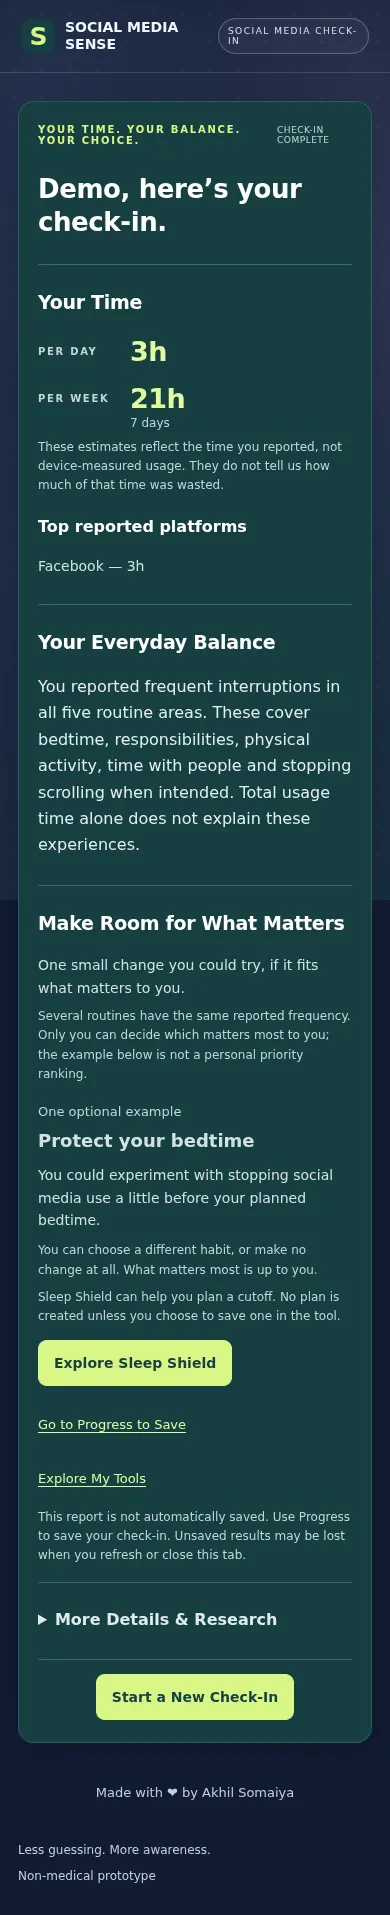 S
SOCIAL MEDIA
SENSE
SOCIAL MEDIA CHECK-
IN
YOUR TIME. YOUR BALANCE.
YOUR CHOICE.
CHECK-IN
COMPLETE
Demo, here’s your
check-in.
Your Time
PER DAY 3h
PER WEEK 21h
7 days
These estimates reflect the time you reported, not
device-measured usage. They do not tell us how
much of that time was wasted.
Top reported platforms
Facebook — 3h
Your Everyday Balance
You reported frequent interruptions in
all five routine areas. These cover
bedtime, responsibilities, physical
activity, time with people and stopping
scrolling when intended. Total usage
time alone does not explain these
experiences.
Make Room for What Matters
One small change you could try, if it fits
what matters to you.
Several routines have the same reported frequency.
Only you can decide which matters most to you;
the example below is not a personal priority
ranking.
One optional example
Protect your bedtime
You could experiment with stopping social
media use a little before your planned
bedtime.
You can choose a different habit, or make no
change at all. What matters most is up to you.
Sleep Shield can help you plan a cutoff. No plan is
created unless you choose to save one in the tool.
Explore Sleep Shield
Go to Progress to Save
Explore My Tools
This report is not automatically saved. Use Progress
to save your check-in. Unsaved results may be lost
when you refresh or close this tab.
▶ More Details & Research
Start a New Check-In
Made with ❤ by Akhil Somaiya
Less guessing. More awareness.
Non-medical prototype